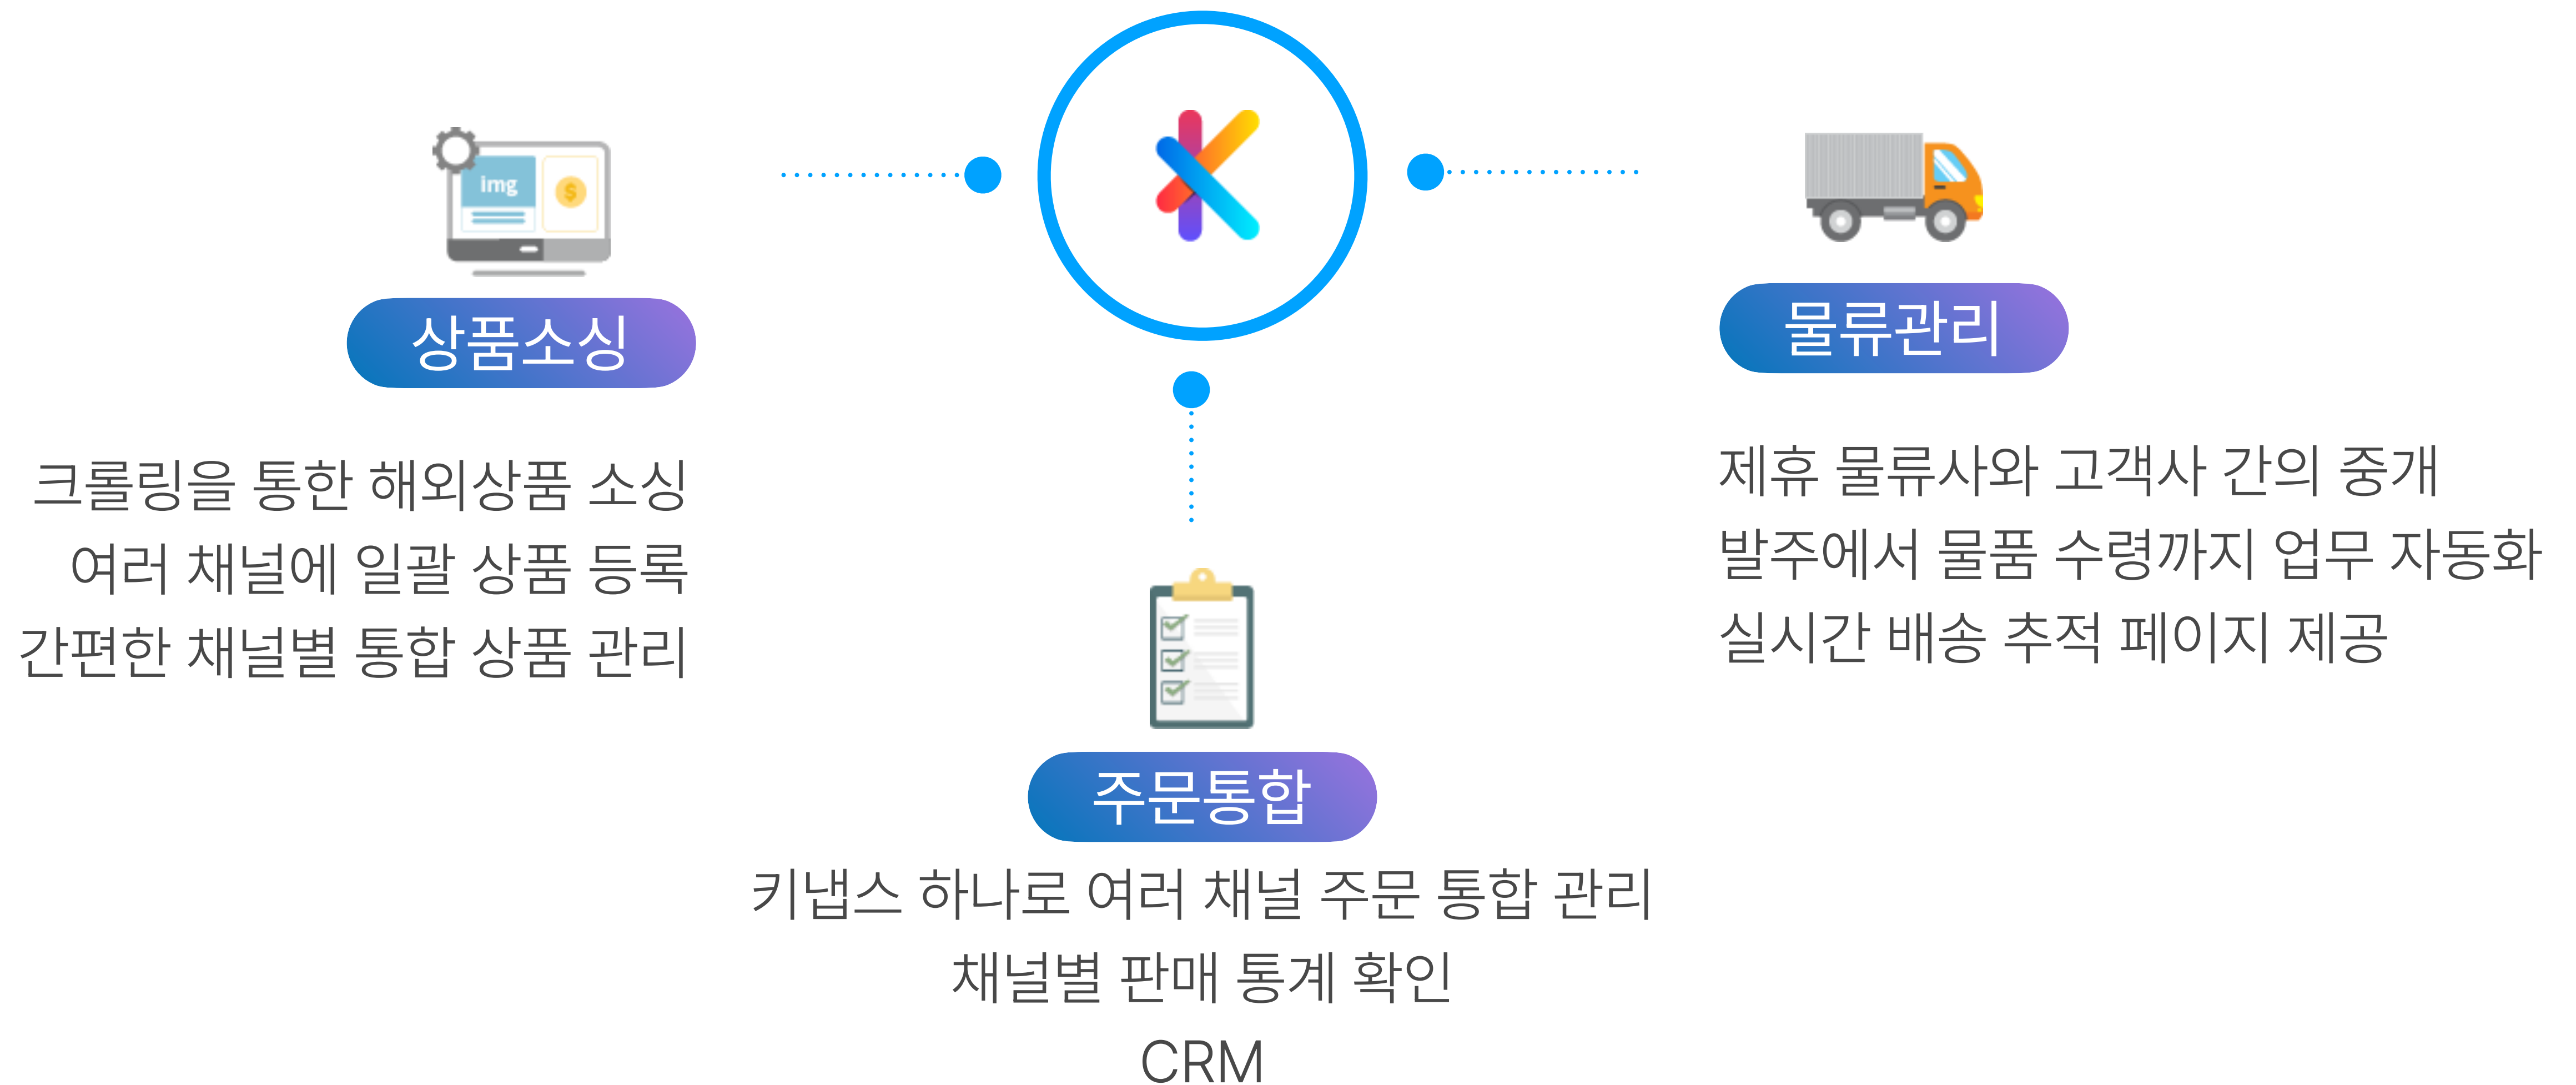 img
$
상품소싱
크롤링을 통한 해외상품 소싱
여러 채널에 일괄 상품 등록
간편한 채널별 통합 상품 관리
물류관리
제휴 물류사와 고객사 간의 중개
발주에서 물품 수령까지 업무 자동화
실시간 배송 추적 페이지 제공
주문통합
키냅스 하나로 여러 채널 주문 통합 관리
채널별 판매 통계 확인
CRM